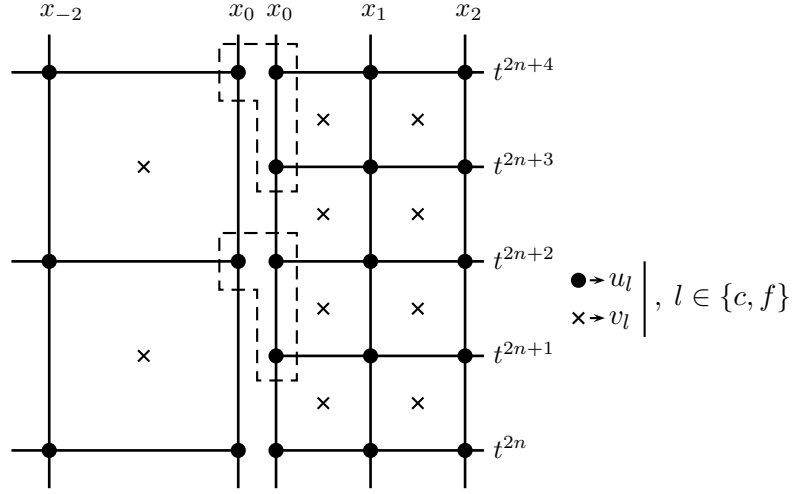 x₋₂ x₀ x₀ x₁ x₂
t²ⁿ⁺⁴
t²ⁿ⁺³
t²ⁿ⁺²
u_l
, l ∈ {c, f}
v_l
t²ⁿ⁺¹
t²ⁿ